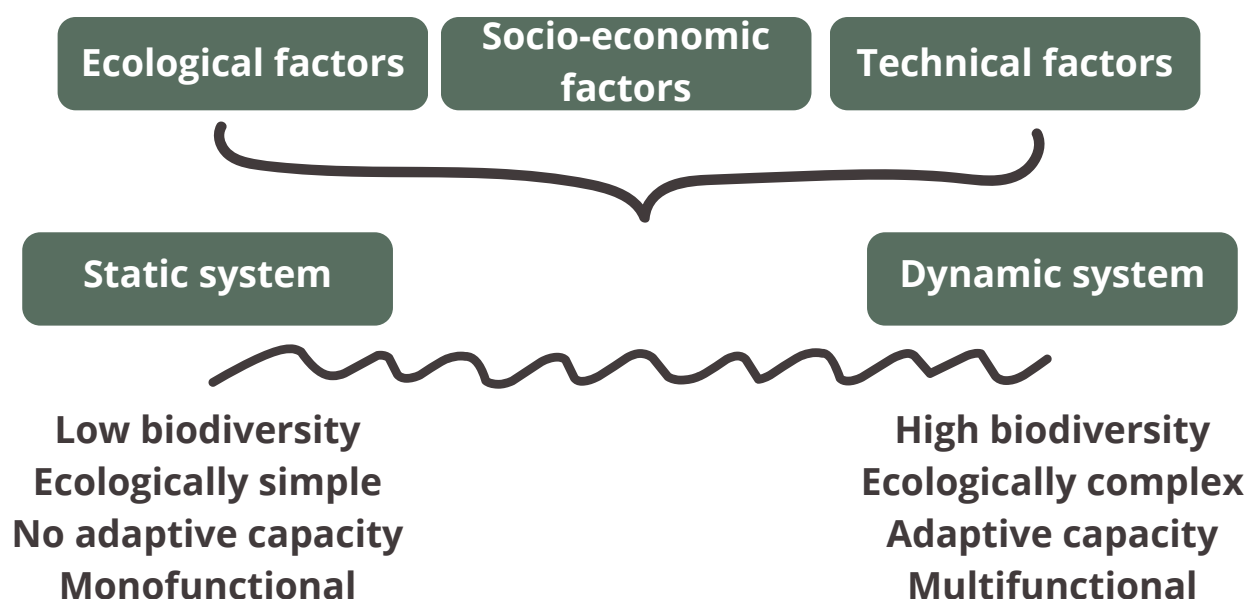 Ecological factors
Socio-economic
factors
Technical factors
Static system
Dynamic system
Low biodiversity
Ecologically simple
No adaptive capacity
Monofunctional
High biodiversity
Ecologically complex
Adaptive capacity
Multifunctional